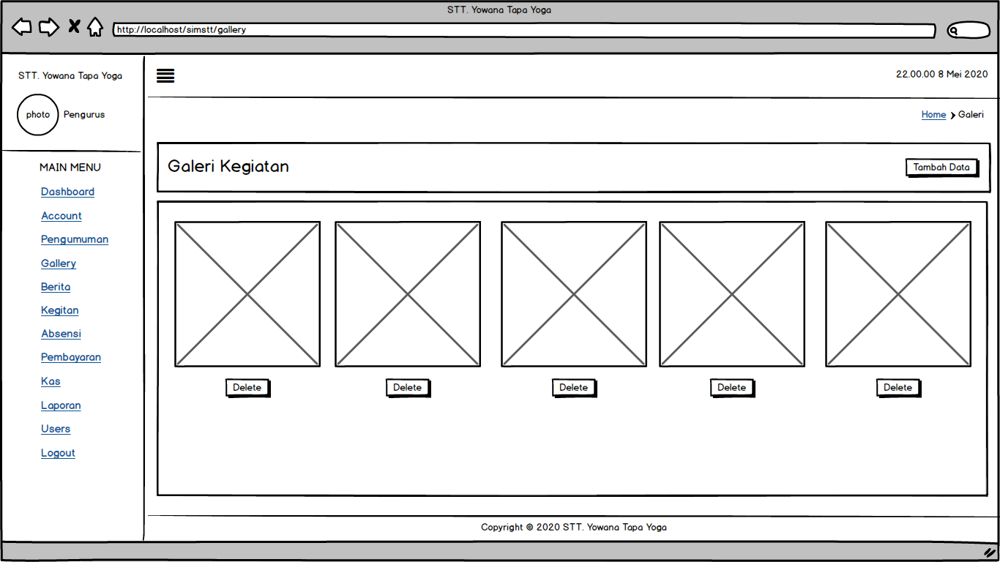 STT. Yowana Tapa Yoga
http://localhost/simstt/gallery
STT. Yowana Tapa Yoga
photo
Pengurus
MAIN MENU
Dashboard
Account
Pengumuman
Gallery
Berita
Kegitan
Absensi
Pembayaran
Kas
Laporan
Users
Logout
22.00.00 8 Mei 2020
Home > Galeri
Galeri Kegiatan
Tambah Data
Delete
Delete
Delete
Delete
Delete
Copyright © 2020 STT. Yowana Tapa Yoga